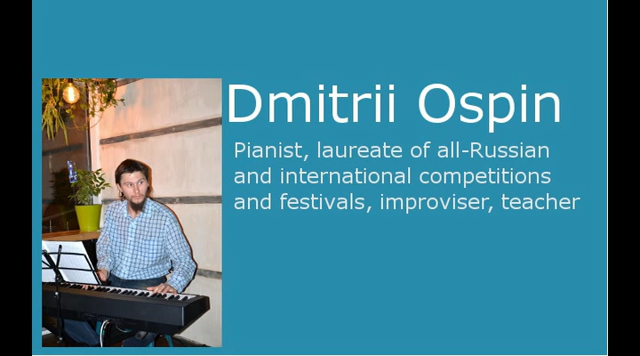 Dmitrii Ospin
Pianist, laureate of all-Russian
and international competitions
and festivals, improviser, teacher